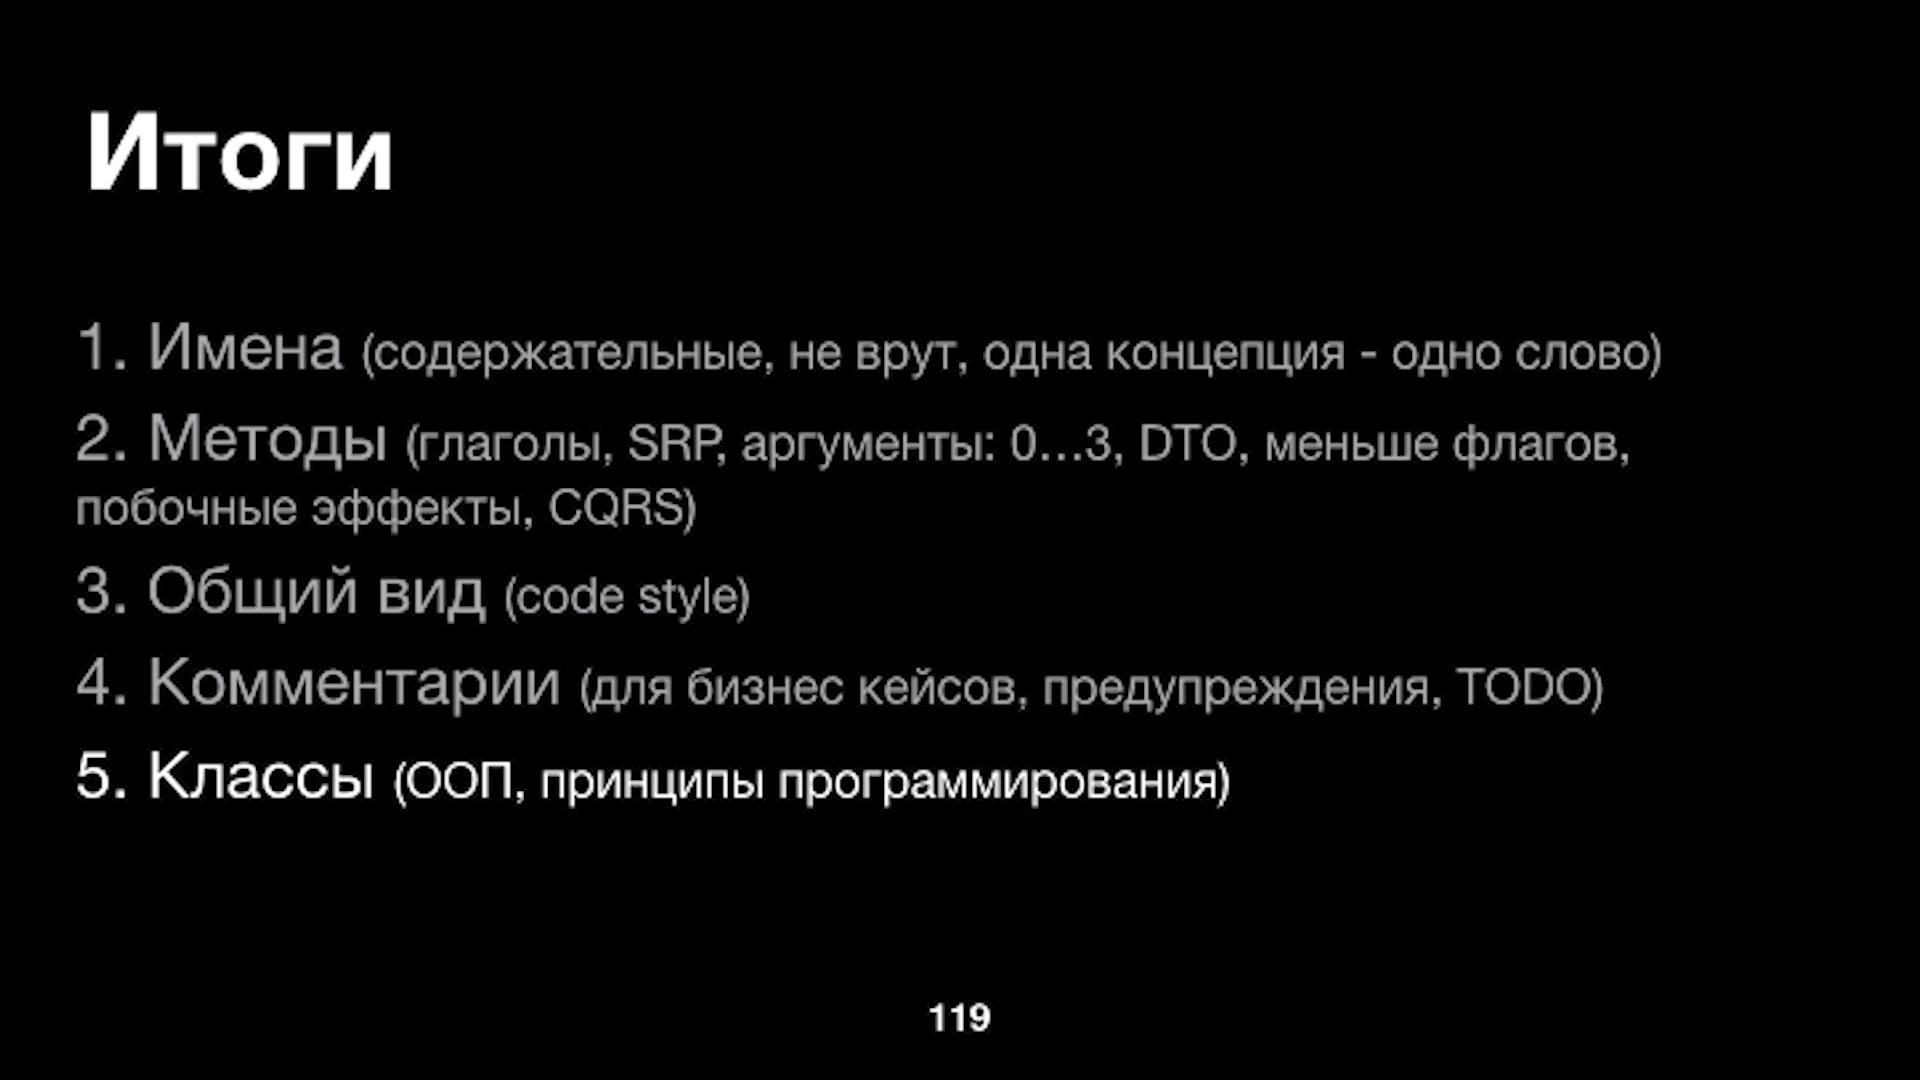 Итоги
1. Имена (содержательные, не врут, одна концепция - одно слово)
2. Методы (глаголы, SRP, аргументы: 0...3, DTO, меньше флагов,
побочные эффекты, CQRS)
3. Общий вид (code style)
4. Комментарии (для бизнес кейсов, предупреждения, TODO)
5. Классы (ООП, принципы программирования)
119